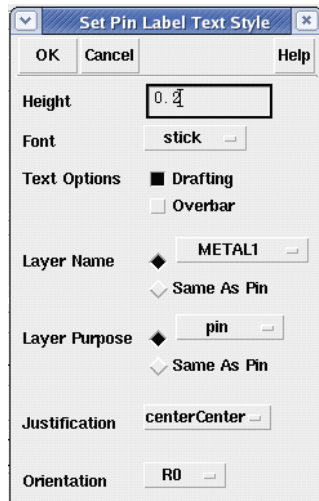 Set Pin Label Text Style
OK Cancel Help
Height 0.2
Font stick
Text Options Drafting
Overbar
Layer Name METAL1
Same As Pin
Layer Purpose pin
Same As Pin
Justification centerCenter
Orientation R0